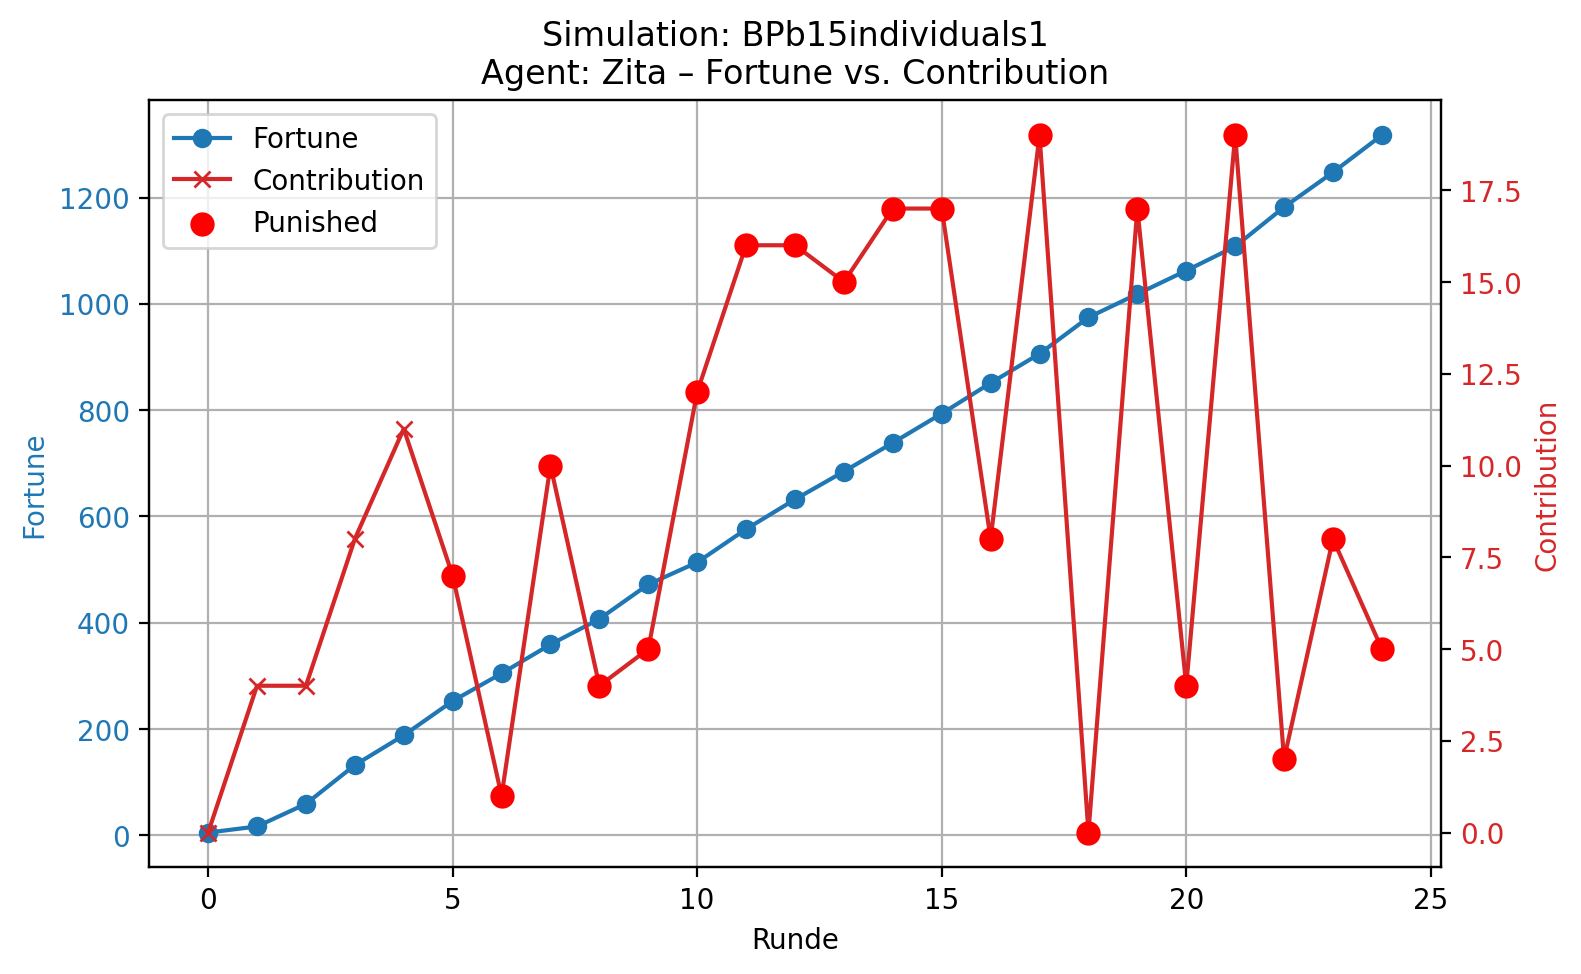 Simulation: BPb15individuals1
Agent: Zita – Fortune vs. Contribution
Fortune
Contribution
Punished
1200
1000
800
600
400
200
0
Fortune
17.5
15.0
12.5
10.0
7.5
5.0
2.5
0.0
Contribution
0 5 10 15 20 25
Runde